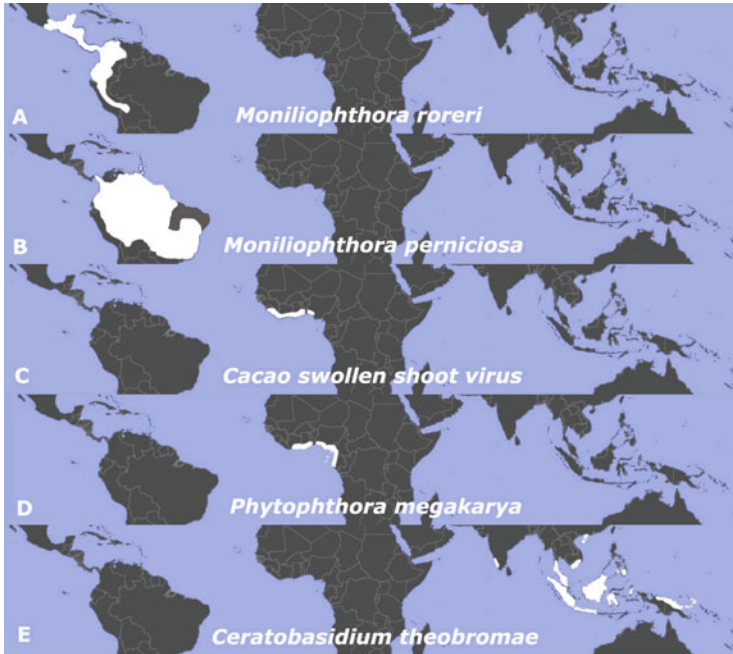 A Moniliophthora roreri
B Moniliophthora perniciosa
C Cacao swollen shoot virus
D Phytophthora megakarya
E Ceratobasidium theobromae